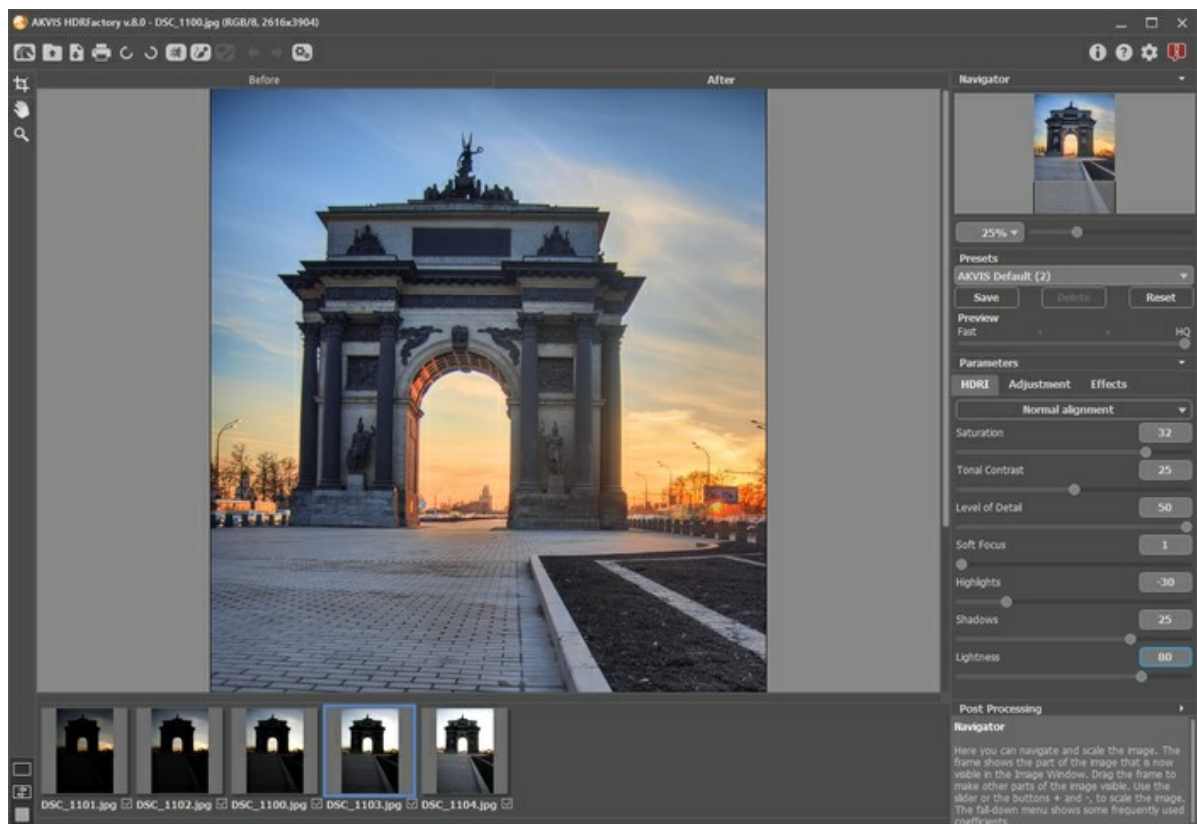 AKVIS HDRFactory v.8.0 - DSC_1100.jpg (RGB/8, 2616x3904)
Before
After
Navigator
25%
Presets
AKVIS Default (2)
Save Delete Reset
Preview
Fast HQ
Parameters
HDRI Adjustment Effects
Normal alignment
Saturation 32
Tonal Contrast 25
Level of Detail 50
Soft Focus 1
Highlights -30
Shadows 25
Lightness 80
Post Processing
Navigator
Here you can navigate and scale the image. The
frame shows the part of the image that is now
visible in the Image Window. Drag the frame to
make other parts of the image visible. Use the
slider or the buttons + and -, to scale the image.
The fall-down menu shows some frequently used
coefficients.
DSC_1101.jpg DSC_1102.jpg DSC_1100.jpg DSC_1103.jpg DSC_1104.jpg